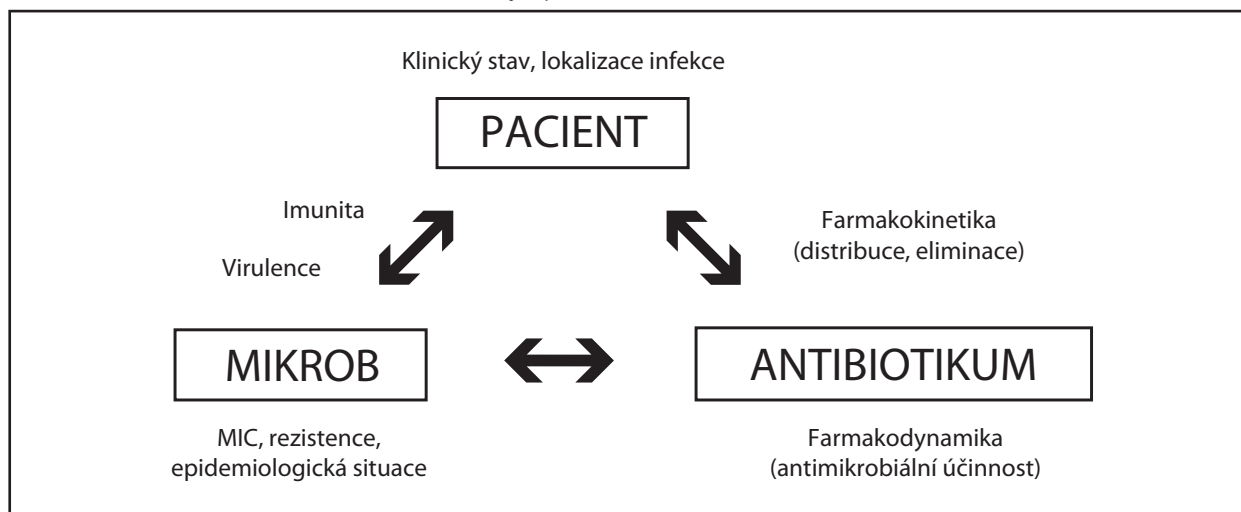 Klinický stav, lokalizace infekce
PACIENT
Imunita
Virulence
Farmakokinetika
(distribuce, eliminace)
MIKROB
ANTIBIOTIKUM
MIC, rezistence,
epidemiologická situace
Farmakodynamika
(antimikrobiální účinnost)